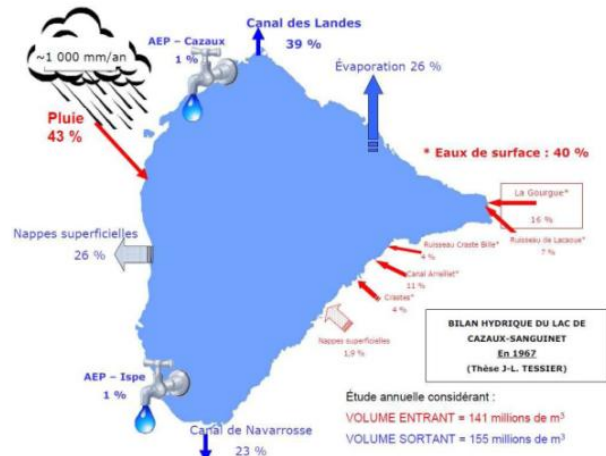 Canal des Landes
39 %
AEP – Cazaux
1 %
~1 000 mm/an
Pluie
43 %
Évaporation 26 %
* Eaux de surface : 40 %
La Gourgue*
16 %
Nappes superficielles
26 %
Ruisseau Craste Bille*
4 %
Ruisseau de Lacaoue*
7 %
Canal Arreillet*
11 %
Crastes*
4 %
Nappes superficielles
1,9 %
BILAN HYDRIQUE DU LAC DE
CAZAUX-SANGUINET
En 1967
(Thèse J-L. TESSIER)
AEP – Ispe
1 %
Étude annuelle considérant :
VOLUME ENTRANT = 141 millions de m³
VOLUME SORTANT = 155 millions de m³
Canal de Navarrosse
23 %